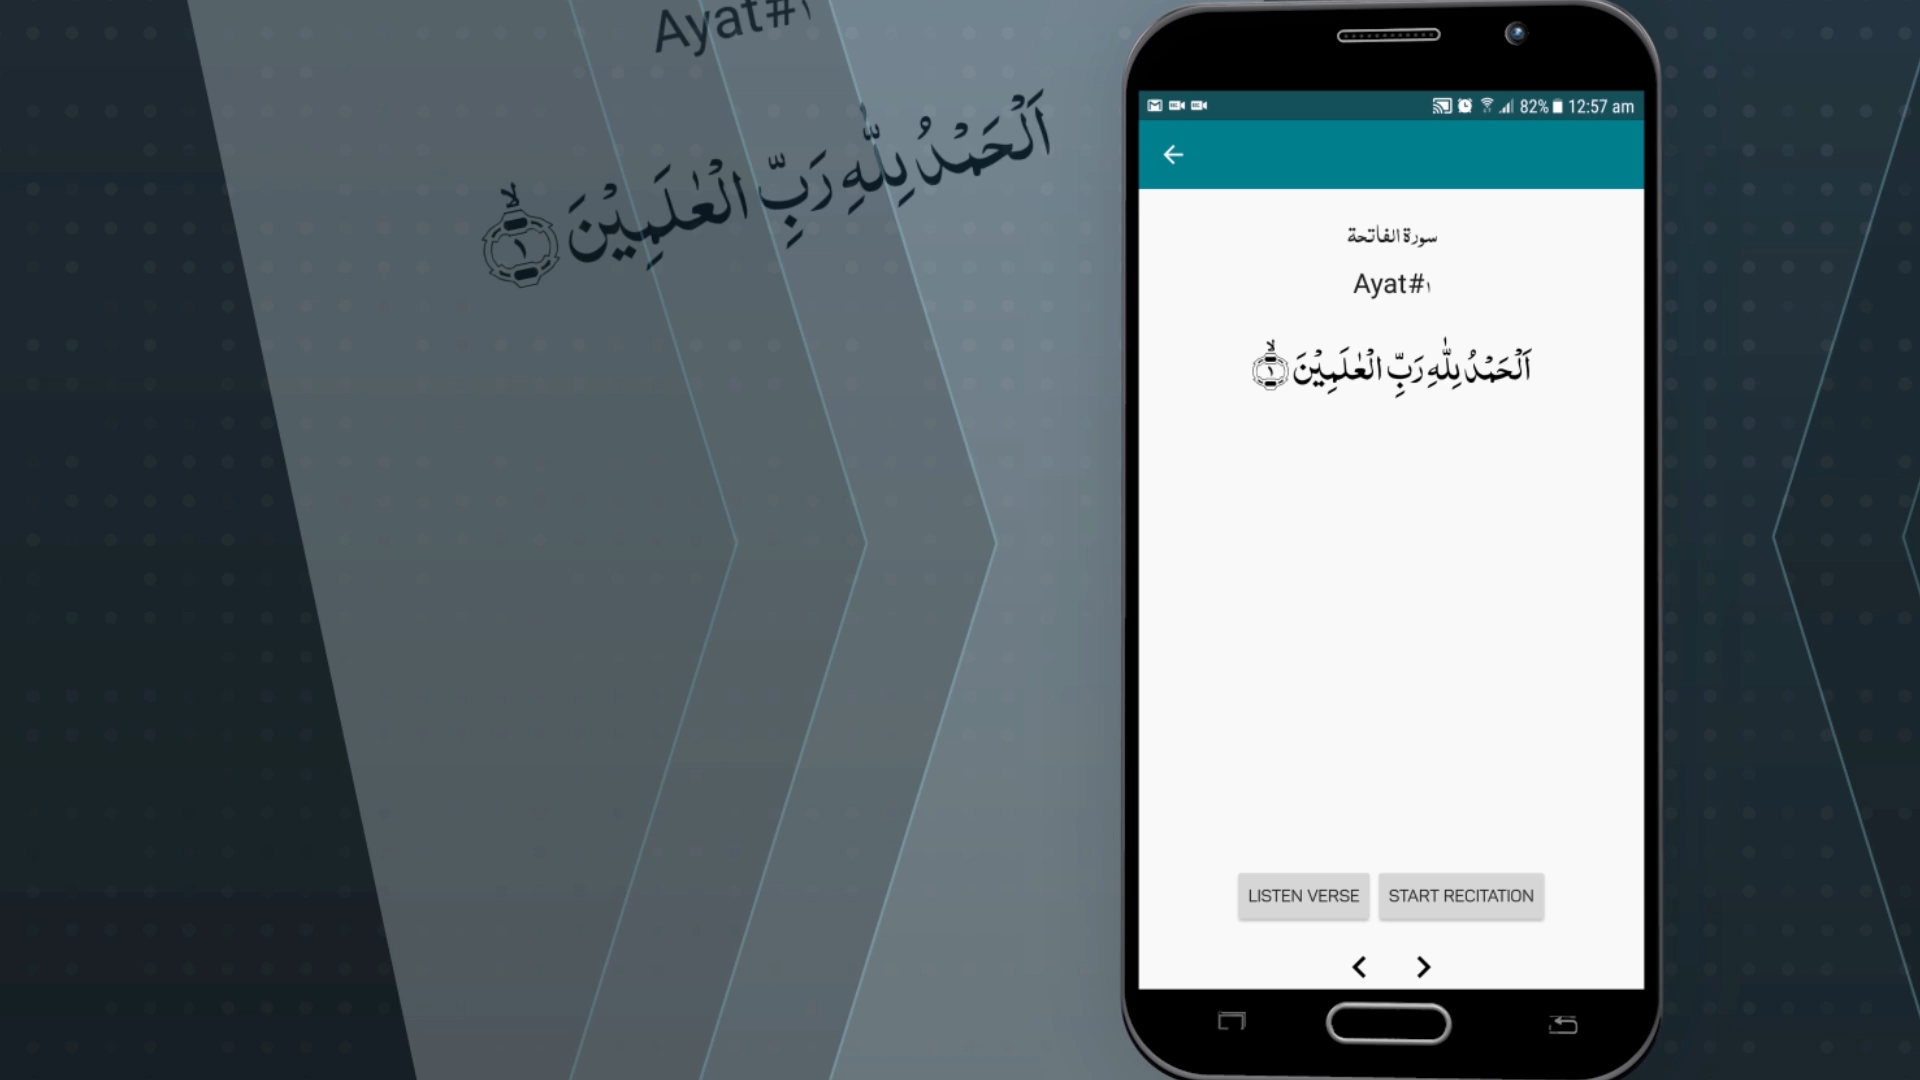 Ayat#١
اَلْحَمْدُ لِلّٰهِ رَبِّ الْعٰلَمِيْنَ ۙ﴿١﴾
82% 12:57 am
سورة الفاتحة
Ayat#١
اَلْحَمْدُ لِلّٰهِ رَبِّ الْعٰلَمِيْنَ ۙ﴿١﴾
LISTEN VERSE START RECITATION